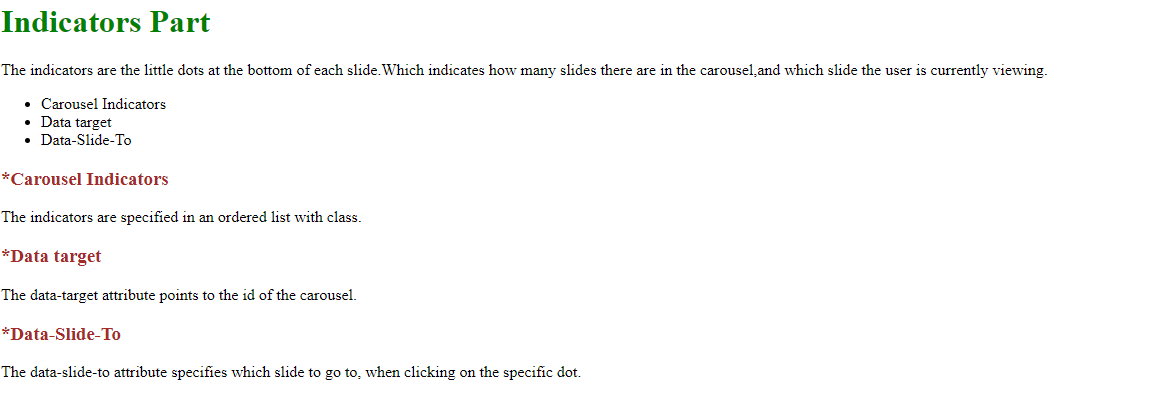 Indicators Part
The indicators are the little dots at the bottom of each slide.Which indicates how many slides there are in the carousel,and which slide the user is currently viewing.
• Carousel Indicators
• Data target
• Data-Slide-To
*Carousel Indicators
The indicators are specified in an ordered list with class.
*Data target
The data-target attribute points to the id of the carousel.
*Data-Slide-To
The data-slide-to attribute specifies which slide to go to, when clicking on the specific dot.